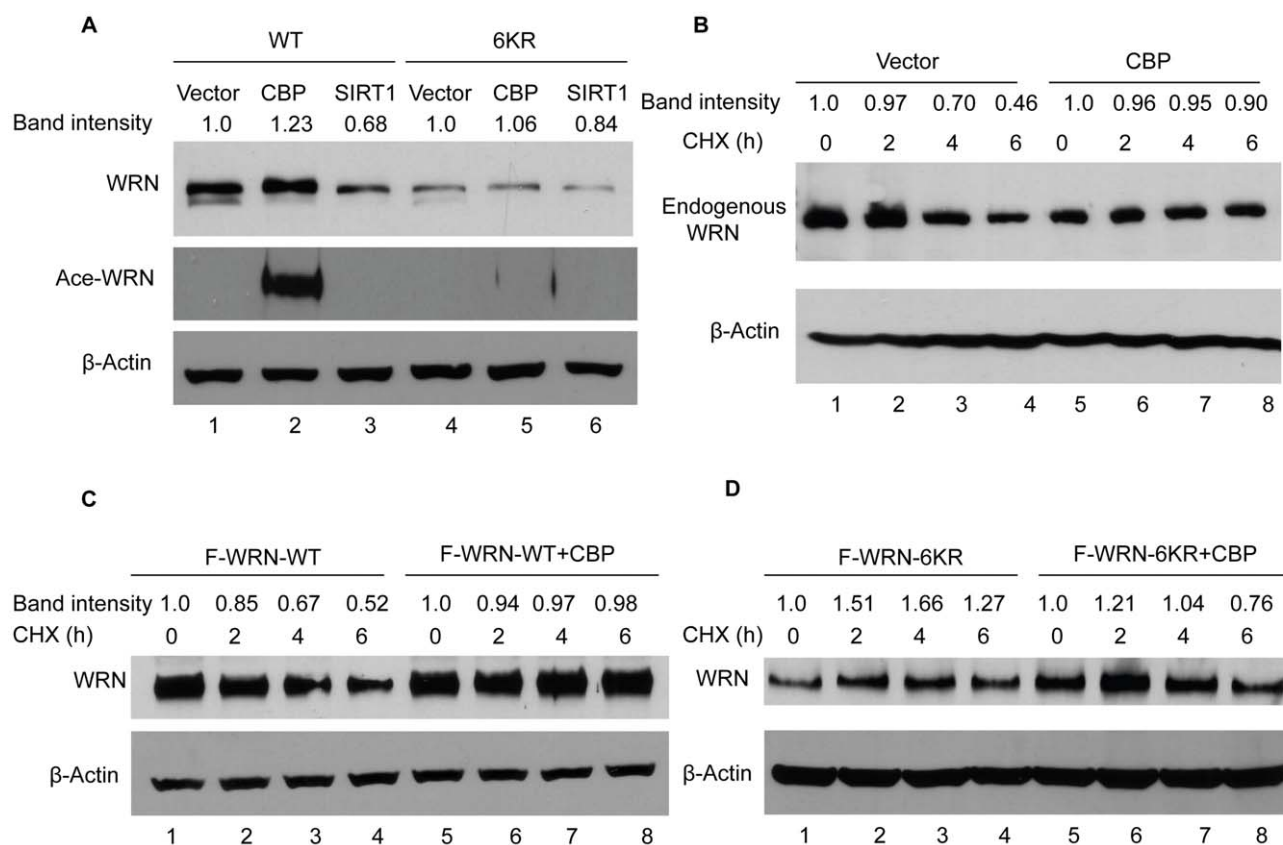 A
WT 6KR
Vector CBP SIRT1 Vector CBP SIRT1
Band intensity 1.0 1.23 0.68 1.0 1.06 0.84
WRN
Ace-WRN
β-Actin
1 2 3 4 5 6
B
Vector CBP
Band intensity 1.0 0.97 0.70 0.46 1.0 0.96 0.95 0.90
CHX (h) 0 2 4 6 0 2 4 6
Endogenous
WRN
β-Actin
1 2 3 4 5 6 7 8
C
F-WRN-WT F-WRN-WT+CBP
Band intensity 1.0 0.85 0.67 0.52 1.0 0.94 0.97 0.98
CHX (h) 0 2 4 6 0 2 4 6
WRN
β-Actin
1 2 3 4 5 6 7 8
D
F-WRN-6KR F-WRN-6KR+CBP
Band intensity 1.0 1.51 1.66 1.27 1.0 1.21 1.04 0.76
CHX (h) 0 2 4 6 0 2 4 6
WRN
β-Actin
1 2 3 4 5 6 7 8